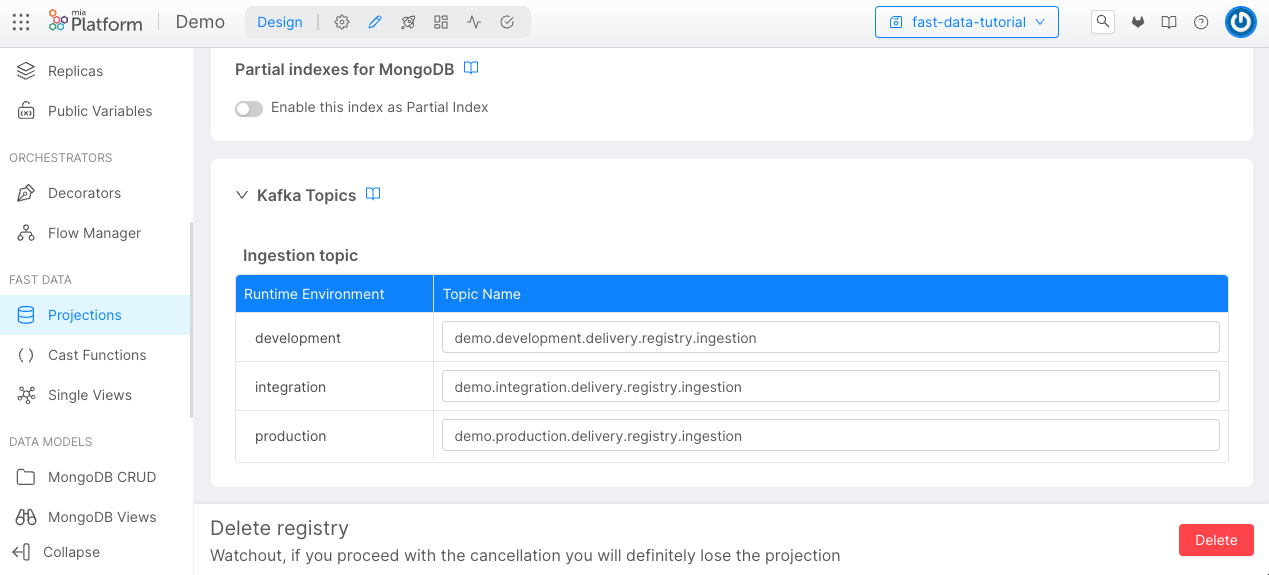 mia
Platform
Demo
Design
fast-data-tutorial
Replicas
Public Variables
ORCHESTRATORS
Decorators
Flow Manager
FAST DATA
Projections
Cast Functions
Single Views
DATA MODELS
MongoDB CRUD
MongoDB Views
Collapse
Partial indexes for MongoDB
Enable this index as Partial Index
Kafka Topics
Ingestion topic
Runtime Environment Topic Name
development demo.development.delivery.registry.ingestion
integration demo.integration.delivery.registry.ingestion
production demo.production.delivery.registry.ingestion
Delete registry
Watchout, if you proceed with the cancellation you will definitely lose the projection
Delete